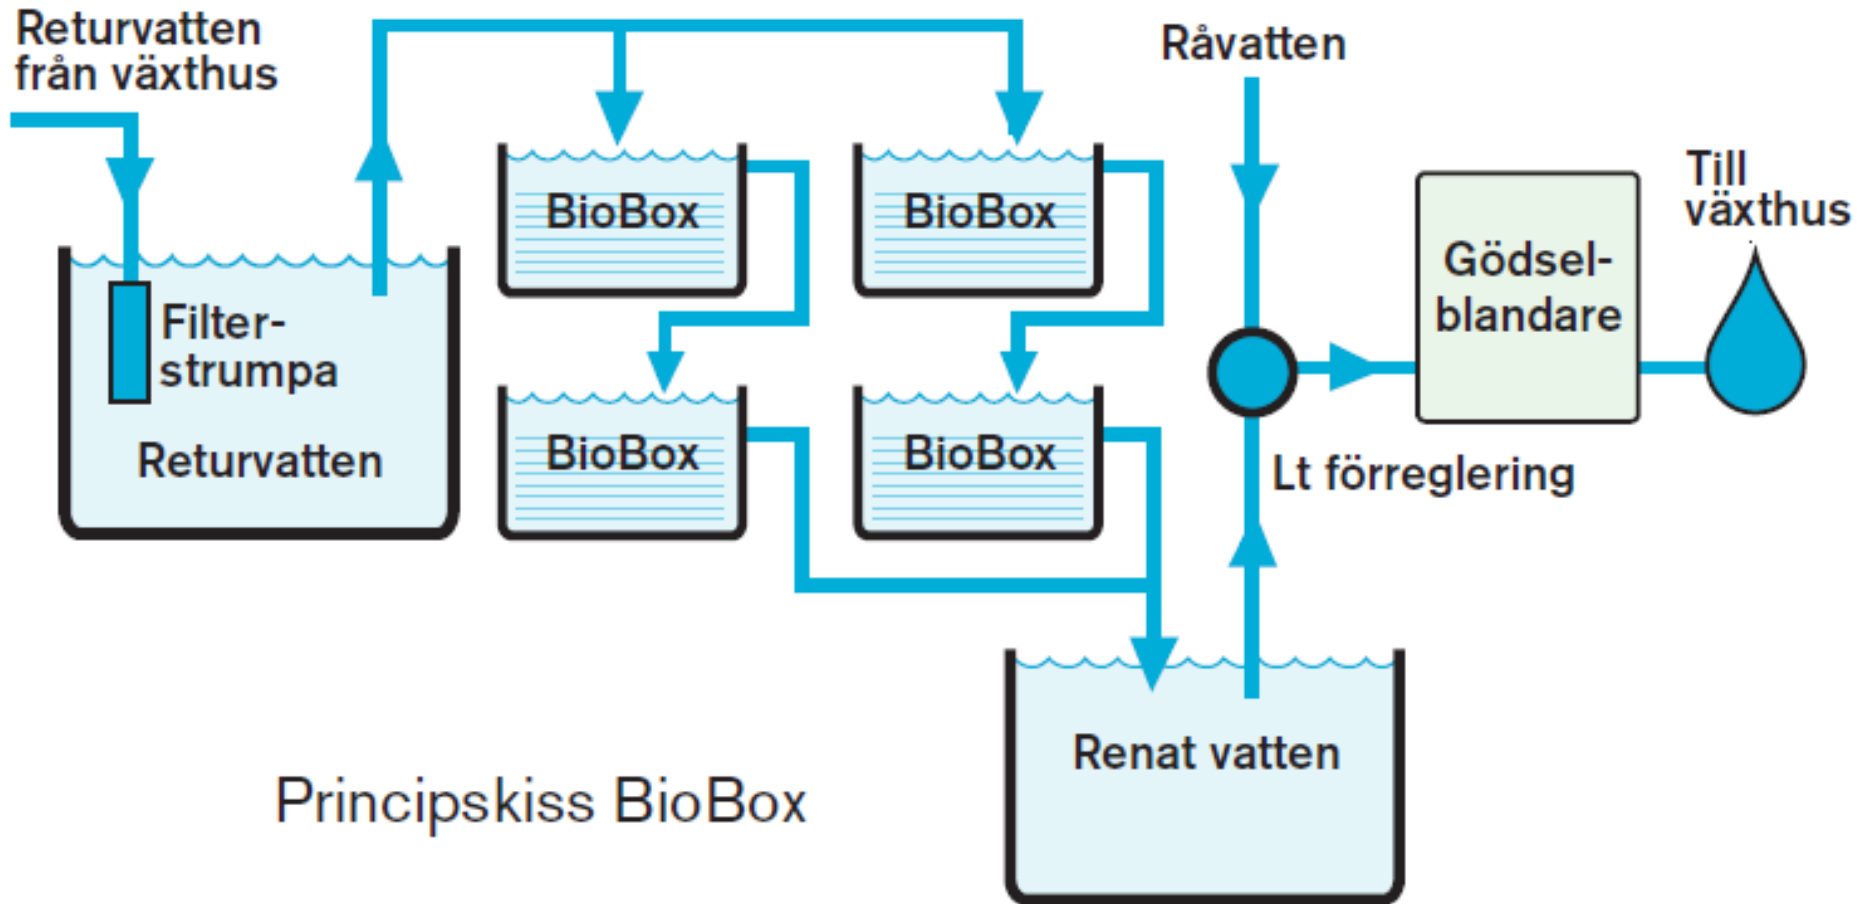 Returvatten
från växthus
Råvatten
Till
växthus
BioBox
BioBox
Gödsel-
blandare
Filter-
strumpa
Returvatten
BioBox
BioBox
Lt förreglering
Renat vatten
Principskiss BioBox